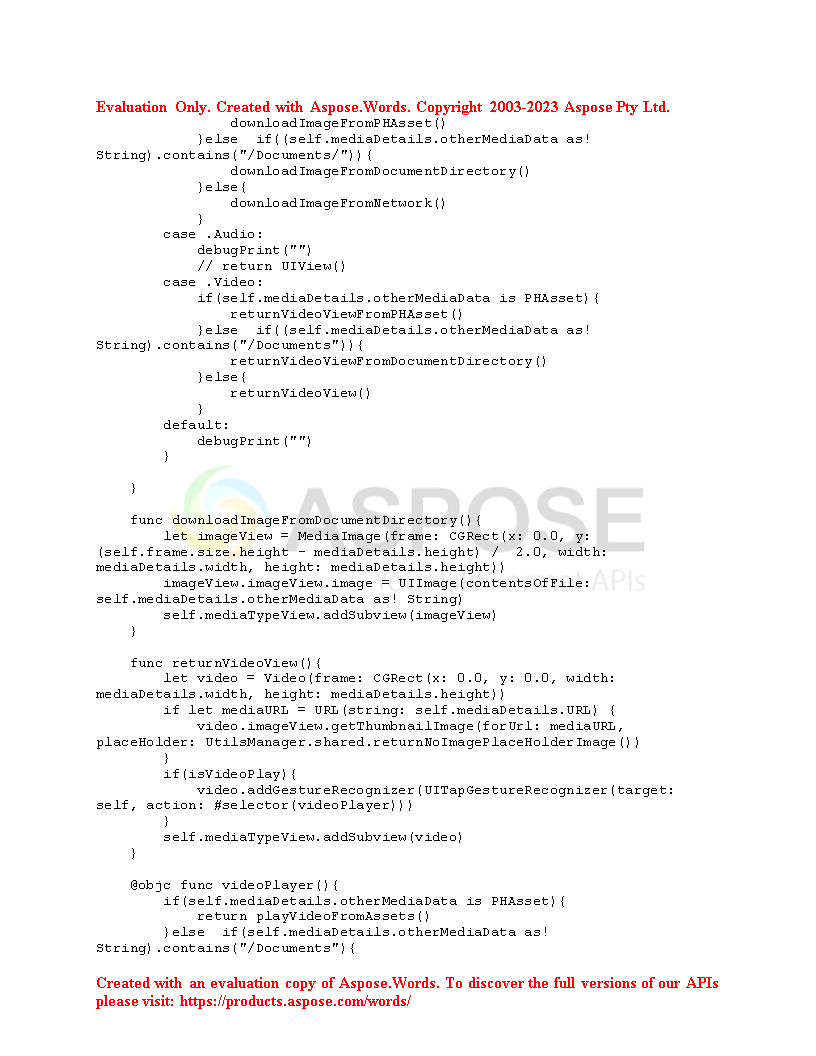 Evaluation Only. Created with Aspose.Words. Copyright 2003-2023 Aspose Pty Ltd.
                downloadImageFromPHAsset()
            }else  if((self.mediaDetails.otherMediaData as!
String).contains("/Documents/")){
                downloadImageFromDocumentDirectory()
            }else{
                downloadImageFromNetwork()
            }
        case .Audio:
            debugPrint("")
            // return UIView()
        case .Video:
            if(self.mediaDetails.otherMediaData is PHAsset){
                returnVideoViewFromPHAsset()
            }else  if((self.mediaDetails.otherMediaData as!
String).contains("/Documents")){
                returnVideoViewFromDocumentDirectory()
            }else{
                returnVideoView()
            }
        default:
            debugPrint("")
        }
    }
ASPOSE
    func downloadImageFromDocumentDirectory(){
        let imageView = MediaImage(frame: CGRect(x: 0.0, y:
(self.frame.size.height - mediaDetails.height) /  2.0, width:
mediaDetails.width, height: mediaDetails.height))
        imageView.imageView.image = UIImage(contentsOfFile:
APIs
self.mediaDetails.otherMediaData as! String)
        self.mediaTypeView.addSubview(imageView)
    }
    func returnVideoView(){
        let video = Video(frame: CGRect(x: 0.0, y: 0.0, width:
mediaDetails.width, height: mediaDetails.height))
        if let mediaURL = URL(string: self.mediaDetails.URL) {
            video.imageView.getThumbnailImage(forUrl: mediaURL,
placeHolder: UtilsManager.shared.returnNoImagePlaceHolderImage())
        }
        if(isVideoPlay){
            video.addGestureRecognizer(UITapGestureRecognizer(target:
self, action: #selector(videoPlayer)))
        }
        self.mediaTypeView.addSubview(video)
    }
    @objc func videoPlayer(){
        if(self.mediaDetails.otherMediaData is PHAsset){
            return playVideoFromAssets()
        }else  if(self.mediaDetails.otherMediaData as!
String).contains("/Documents"){
Created with an evaluation copy of Aspose.Words. To discover the full versions of our APIs
please visit: https://products.aspose.com/words/